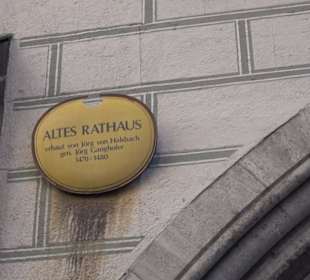 ALTES RATHAUS
erbaut von Jörg von Halsbach
gen. Jörg Ganghofer
1470-1480